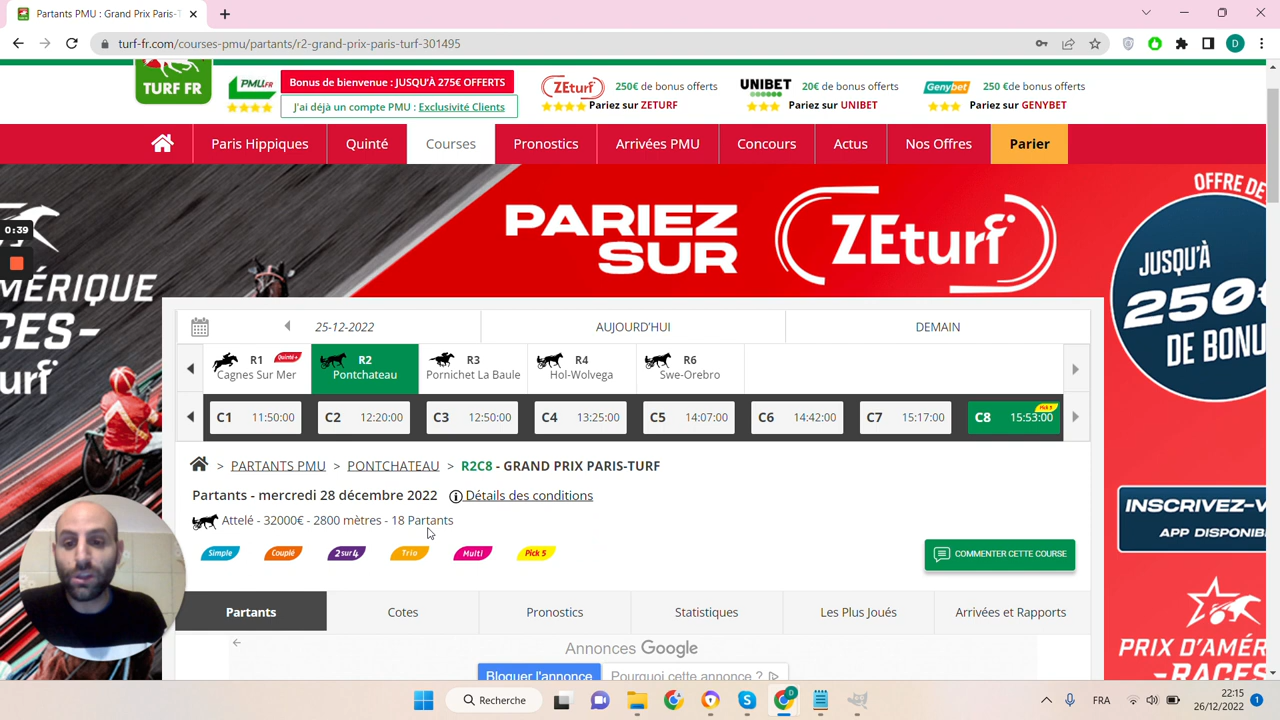 Partants PMU : Grand Prix Paris-T
turf-fr.com/courses-pmu/partants/r2-grand-prix-paris-turf-301495
D
TURF FR
PMU.FR
Bonus de bienvenue : JUSQU'À 275€ OFFERTS
J'ai déjà un compte PMU : Exclusivité Clients
ZEturf
250€ de bonus offerts
Pariez sur ZETURF
UNIBET
20€ de bonus offerts
Pariez sur UNIBET
Genybet
250 €de bonus offerts
Pariez sur GENYBET
Paris Hippiques
Quinté
Courses
Pronostics
Arrivées PMU
Concours
Actus
Nos Offres
Parier
0:39
MÉRIQUE
CES-
urf
PARIEZ
SUR
ZEturf
OFFRE DE
JUSQU'À
250€
DE BONU
25-12-2022
AUJOURD'HUI
DEMAIN
R1
Quinté+
Cagnes Sur Mer
R2
Pontchateau
R3
Pornichet La Baule
R4
Hol-Wolvega
R6
Swe-Orebro
C1 11:50:00
C2 12:20:00
C3 12:50:00
C4 13:25:00
C5 14:07:00
C6 14:42:00
C7 15:17:00
C8 15:53:00
Pick 5
> PARTANTS PMU > PONTCHATEAU > R2C8 - GRAND PRIX PARIS-TURF
Partants - mercredi 28 décembre 2022
Détails des conditions
Attelé - 32000€ - 2800 mètres - 18 Partants
Simple
Couplé
2 sur 4
Trio
Multi
Pick 5
COMMENTER CETTE COURSE
INSCRIVEZ-V
APP DISPONIB
Partants
Cotes
Pronostics
Statistiques
Les Plus Joués
Arrivées et Rapports
Annonces Google
Bloquer l'annonce
Pourquoi cette annonce ?
PRIX D'AMÉR
-RACES-
Recherche
D
FRA
22:15
26/12/2022
1